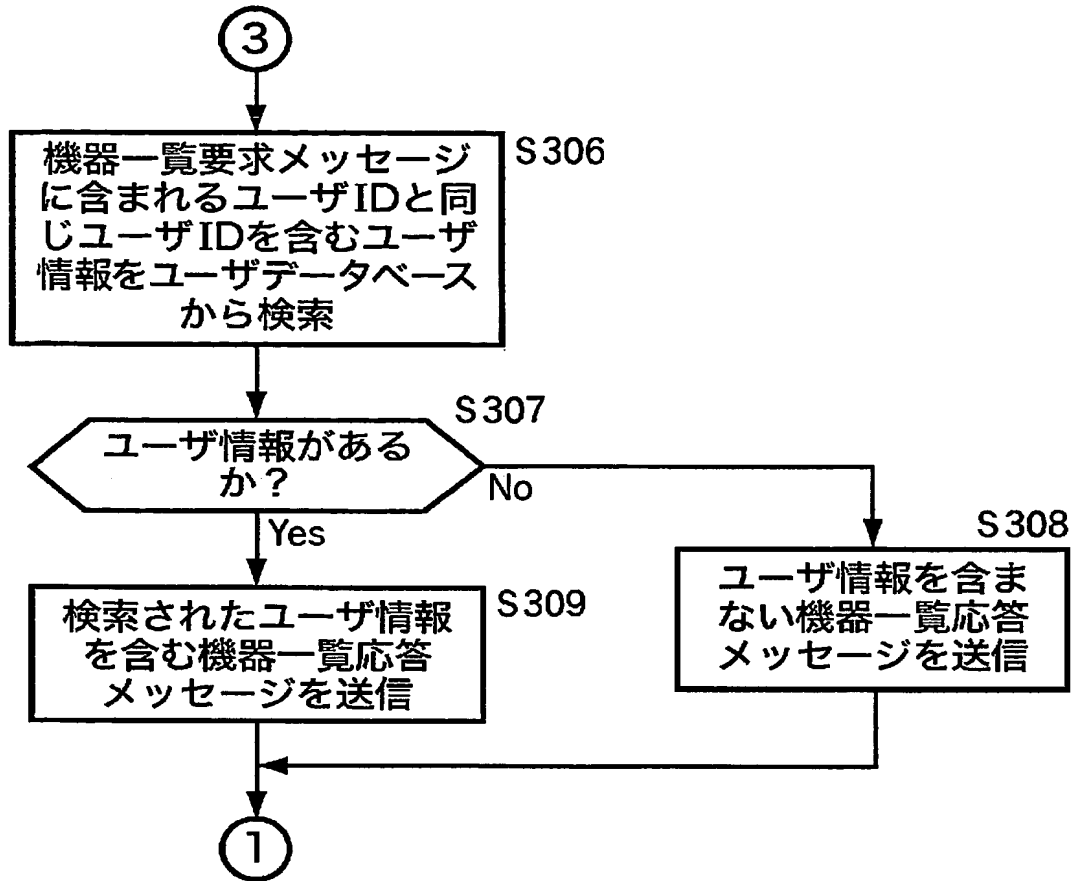 3
機器一覧要求メッセージ
に含まれるユーザIDと同
じユーザIDを含むユーザ
情報をユーザデータベース
から検索
S306
S307
ユーザ情報がある
か？
No
Yes
S308
ユーザ情報を含ま
ない機器一覧応答
メッセージを送信
S309
検索されたユーザ情報
を含む機器一覧応答
メッセージを送信
1